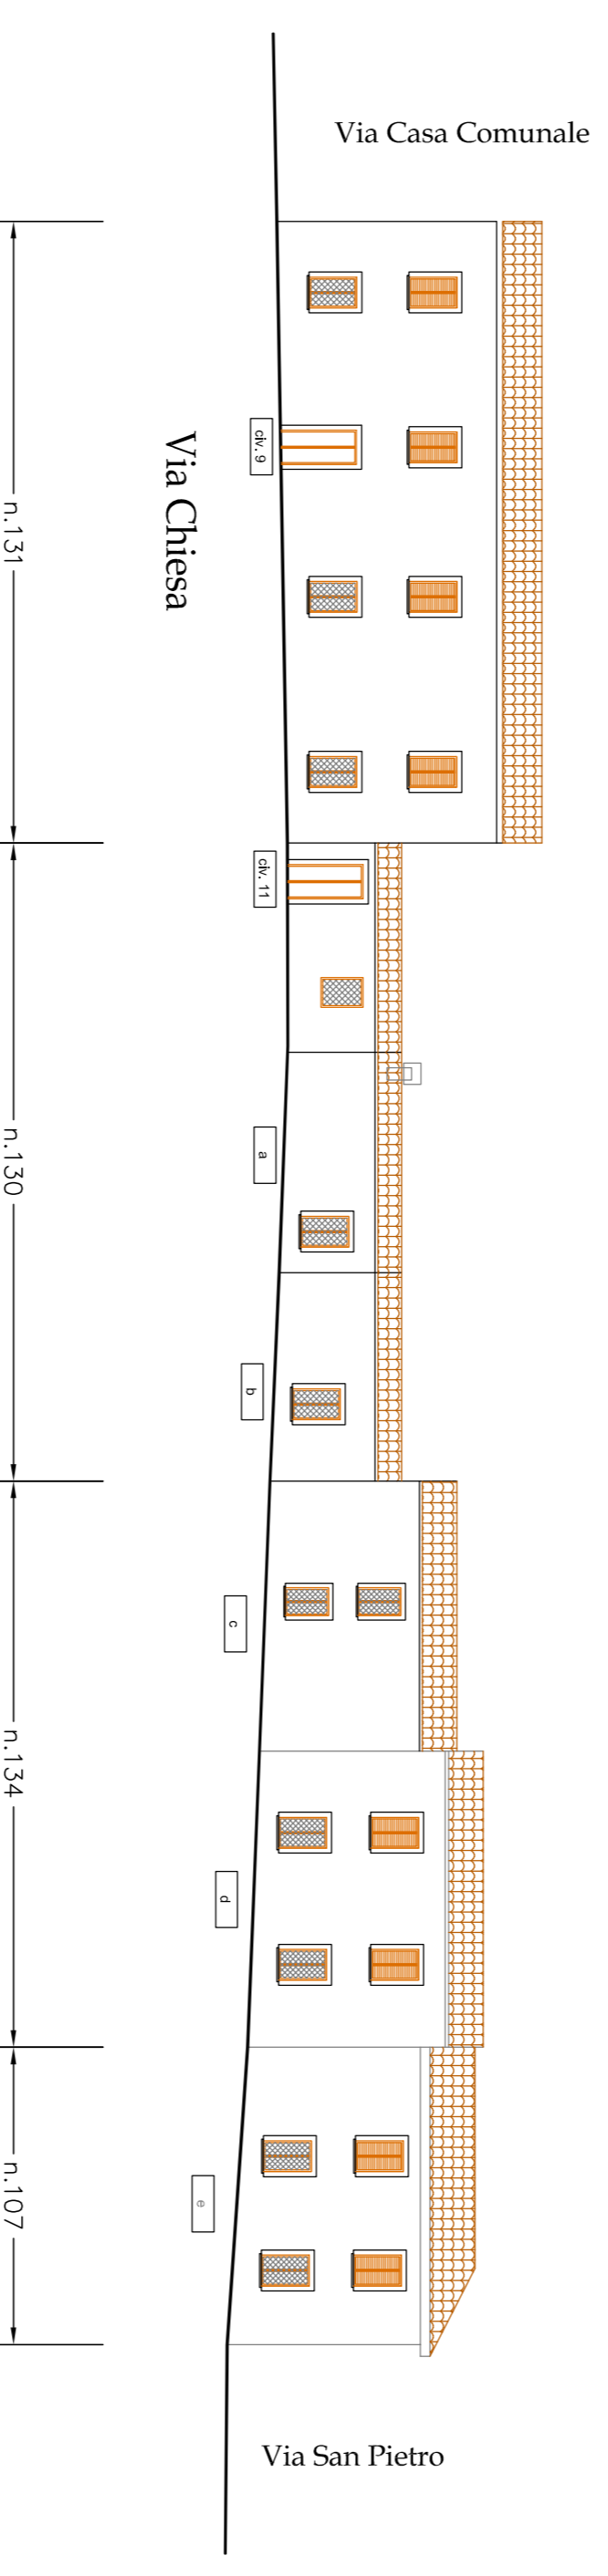 Via Casa Comunale
civ. 9
Via Chiesa
n.131
civ. 11
a
n.130
b
c
n.134
d
e
n.107
Via San Pietro